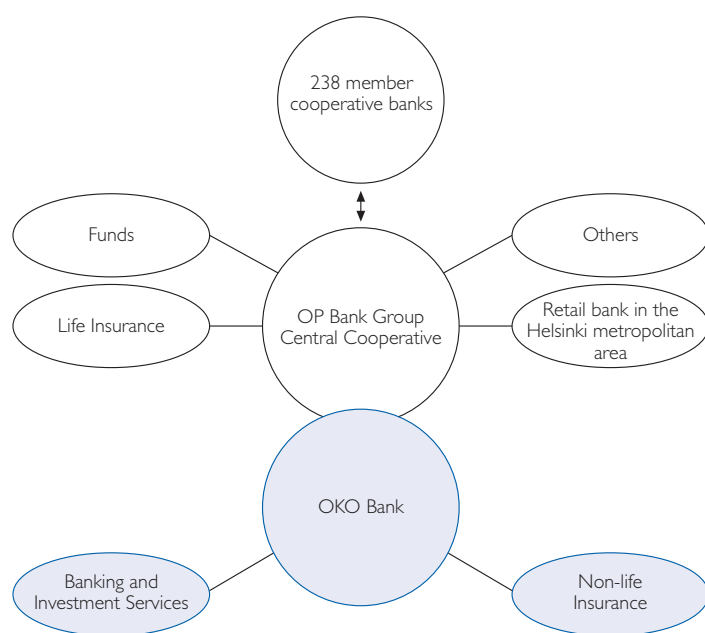 238 member
cooperative banks
Funds
Others
Life Insurance
OP Bank Group
Central Cooperative
Retail bank in the
Helsinki metropolitan
area
OKO Bank
Banking and
Investment Services
Non-life
Insurance